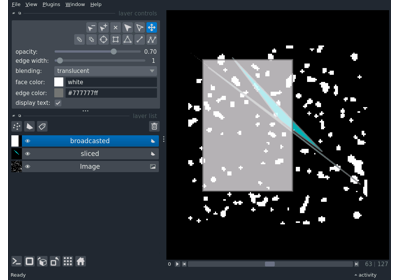 File View Plugins Window Help
layer controls
opacity: 0.70
edge width: 1
blending: translucent
face color: white
edge color: #777777ff
display text:
layer list
broadcasted
sliced
Image
63 127
Ready
activity